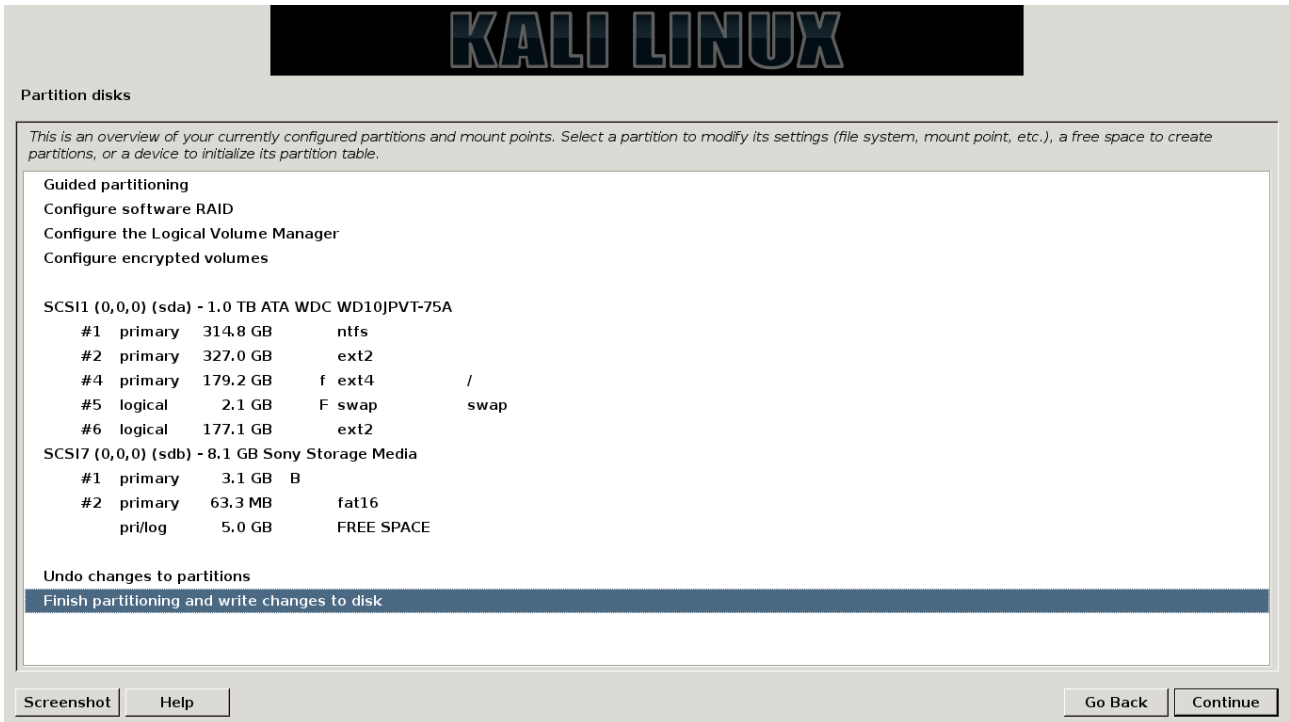 KALI LINUX
Partition disks
This is an overview of your currently configured partitions and mount points. Select a partition to modify its settings (file system, mount point, etc.), a free space to create
partitions, or a device to initialize its partition table.
Guided partitioning
Configure software RAID
Configure the Logical Volume Manager
Configure encrypted volumes
SCSI1 (0,0,0) (sda) - 1.0 TB ATA WDC WD10JPVT-75A
#1 primary 314.8 GB ntfs
#2 primary 327.0 GB ext2
#4 primary 179.2 GB f ext4 /
#5 logical 2.1 GB F swap swap
#6 logical 177.1 GB ext2
SCSI7 (0,0,0) (sdb) - 8.1 GB Sony Storage Media
#1 primary 3.1 GB B
#2 primary 63.3 MB fat16
pri/log 5.0 GB FREE SPACE
Undo changes to partitions
Finish partitioning and write changes to disk
Screenshot Help Go Back Continue